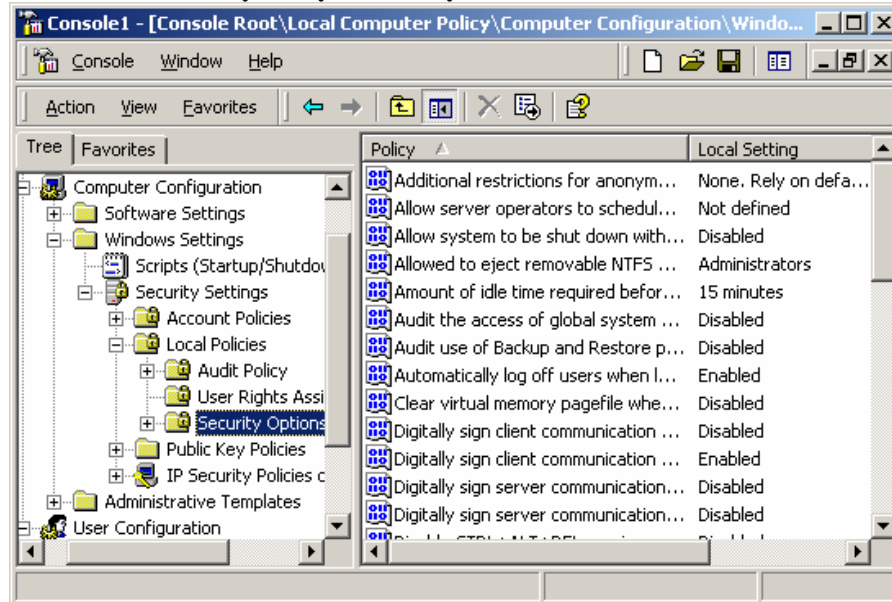 Console1 - [Console Root\Local Computer Policy\Computer Configuration\Windo...
Console Window Help
Action View Favorites
Tree Favorites
Computer Configuration
Software Settings
Windows Settings
Scripts (Startup/Shutdov
Security Settings
Account Policies
Local Policies
Audit Policy
User Rights Assi
Security Options
Public Key Policies
IP Security Policies c
Administrative Templates
User Configuration
Policy Local Setting
Additional restrictions for anonym... None. Rely on defa...
Allow server operators to schedul... Not defined
Allow system to be shut down with... Disabled
Allowed to eject removable NTFS ... Administrators
Amount of idle time required befor... 15 minutes
Audit the access of global system ... Disabled
Audit use of Backup and Restore p... Disabled
Automatically log off users when l... Enabled
Clear virtual memory pagefile whe... Disabled
Digitally sign client communication ... Disabled
Digitally sign client communication ... Enabled
Digitally sign server communication... Disabled
Digitally sign server communication... Disabled